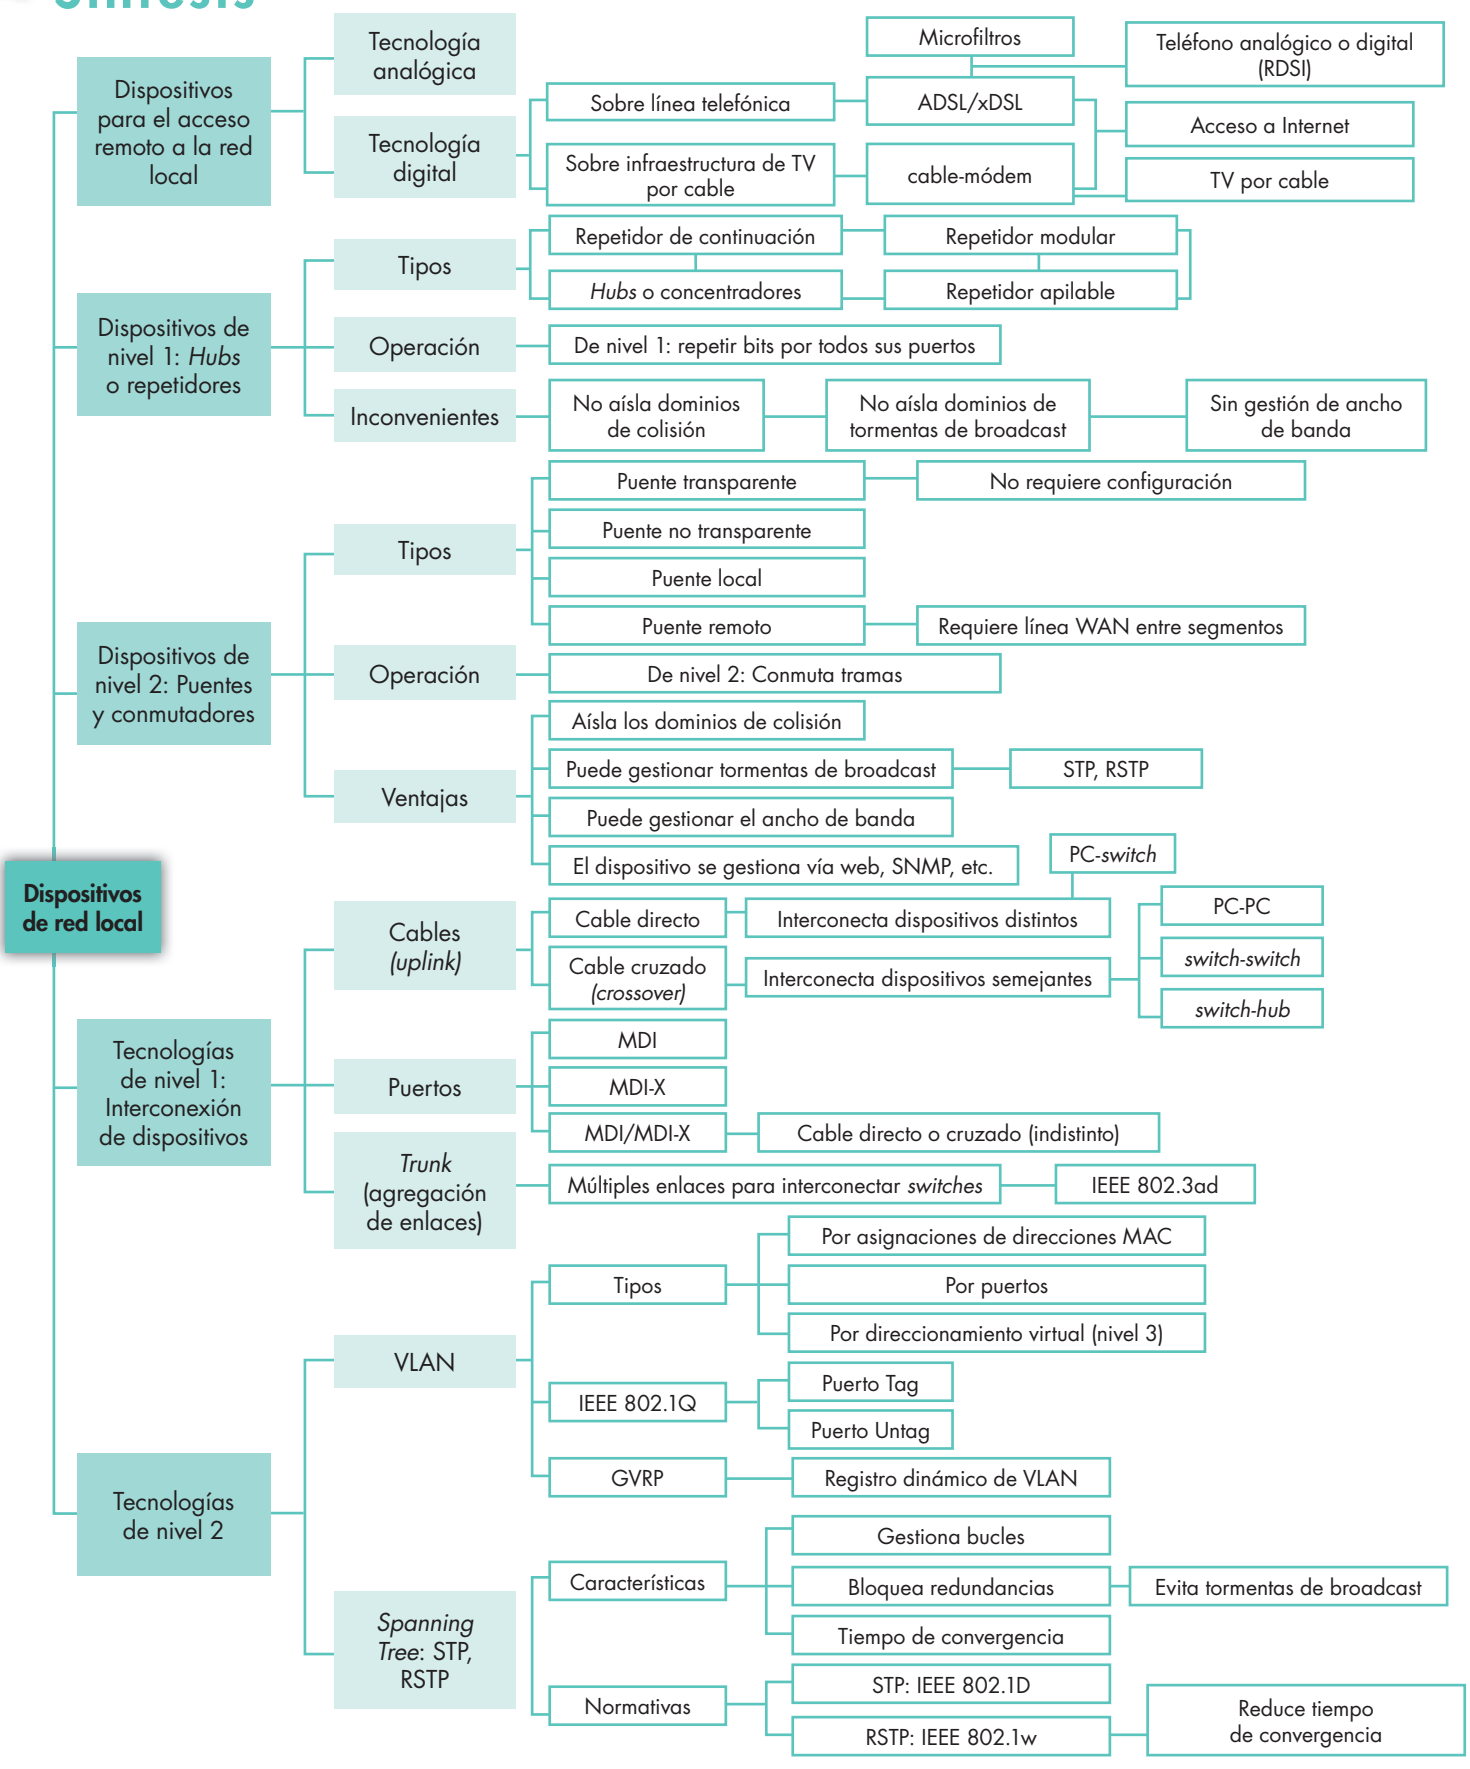 Síntesis
Tecnología
analógica
Microfiltros
Teléfono analógico o digital
(RDSI)
Dispositivos
para el acceso
remoto a la red
local
Sobre línea telefónica
ADSL/xDSL
Acceso a Internet
Tecnología
digital
Sobre infraestructura de TV
por cable
cable-módem
TV por cable
Dispositivos de
nivel 1: Hubs
o repetidores
Tipos
Repetidor de continuación
Repetidor modular
Hubs o concentradores
Repetidor apilable
Operación
De nivel 1: repetir bits por todos sus puertos
Inconvenientes
No aísla dominios
de colisión
No aísla dominios de
tormentas de broadcast
Sin gestión de ancho
de banda
Dispositivos de
nivel 2: Puentes
y conmutadores
Tipos
Puente transparente
No requiere configuración
Puente no transparente
Puente local
Puente remoto
Requiere línea WAN entre segmentos
Operación
De nivel 2: Conmuta tramas
Ventajas
Aísla los dominios de colisión
Puede gestionar tormentas de broadcast
STP, RSTP
Puede gestionar el ancho de banda
El dispositivo se gestiona vía web, SNMP, etc.
Dispositivos
de red local
Tecnologías
de nivel 1:
Interconexión
de dispositivos
Cables
(uplink)
Cable directo
Interconecta dispositivos distintos
PC-switch
Cable cruzado
(crossover)
Interconecta dispositivos semejantes
PC-PC
switch-switch
switch-hub
Puertos
MDI
MDI-X
MDI/MDI-X
Cable directo o cruzado (indistinto)
Trunk
(agregación
de enlaces)
Múltiples enlaces para interconectar switches
IEEE 802.3ad
Tecnologías
de nivel 2
VLAN
Tipos
Por asignaciones de direcciones MAC
Por puertos
Por direccionamiento virtual (nivel 3)
IEEE 802.1Q
Puerto Tag
Puerto Untag
GVRP
Registro dinámico de VLAN
Spanning
Tree: STP,
RSTP
Características
Gestiona bucles
Bloquea redundancias
Evita tormentas de broadcast
Tiempo de convergencia
Normativas
STP: IEEE 802.1D
RSTP: IEEE 802.1w
Reduce tiempo
de convergencia